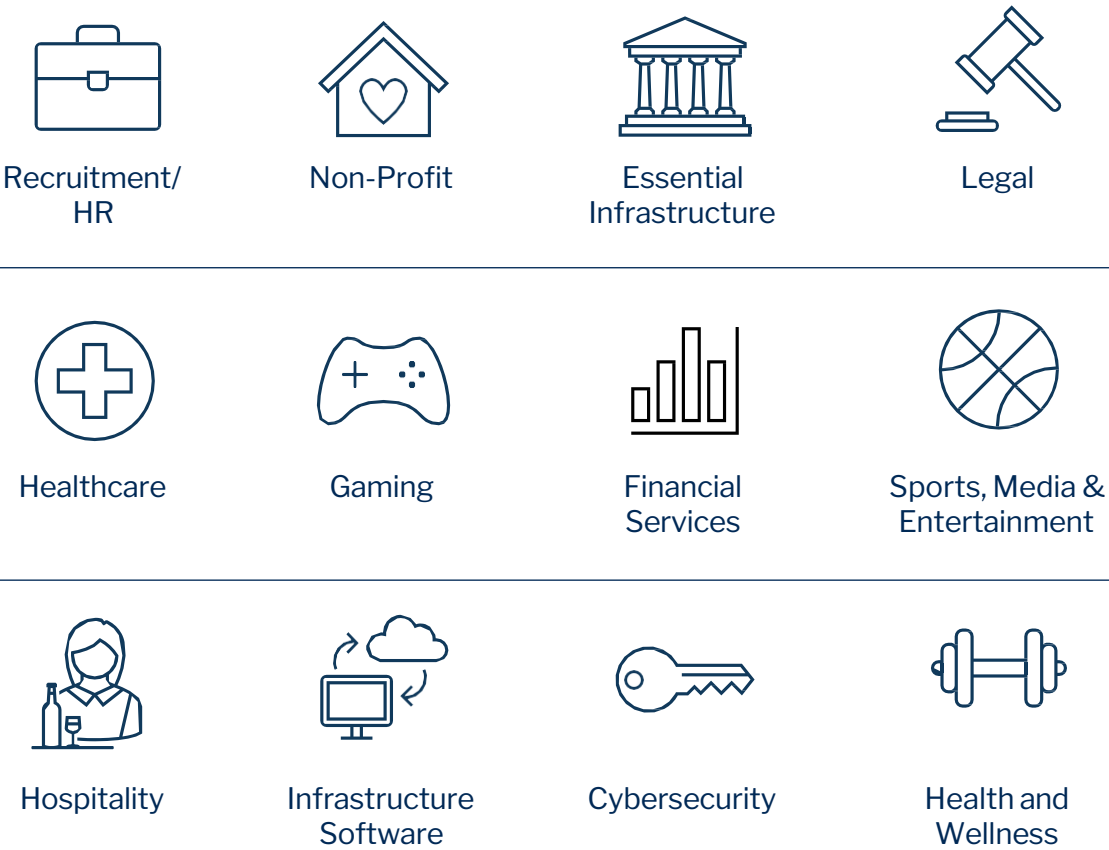 Recruitment/
HR
Non-Profit
Essential
Infrastructure
Legal
Healthcare
Gaming
Financial
Services
Sports, Media &
Entertainment
Hospitality
Infrastructure
Software
Cybersecurity
Health and
Wellness